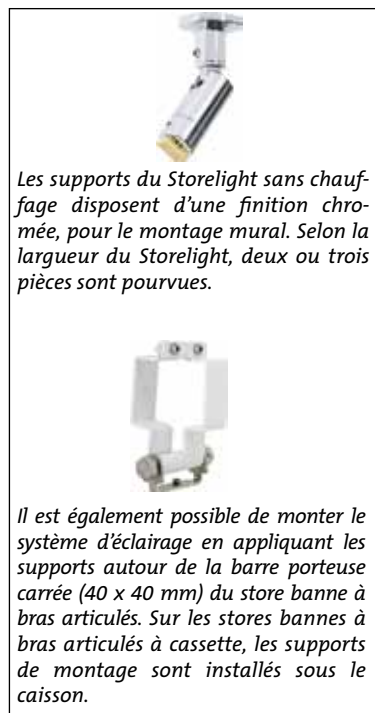 Les supports du Storelight sans chauf-
fage disposent d'une finition chro-
mée, pour le montage mural. Selon la
largueur du Storelight, deux ou trois
pièces sont pourvues.
Il est également possible de monter le
système d'éclairage en appliquant les
supports autour de la barre porteuse
carrée (40 x 40 mm) du store banne à
bras articulés. Sur les stores bannes à
bras articulés à cassette, les supports
de montage sont installés sous le
caisson.